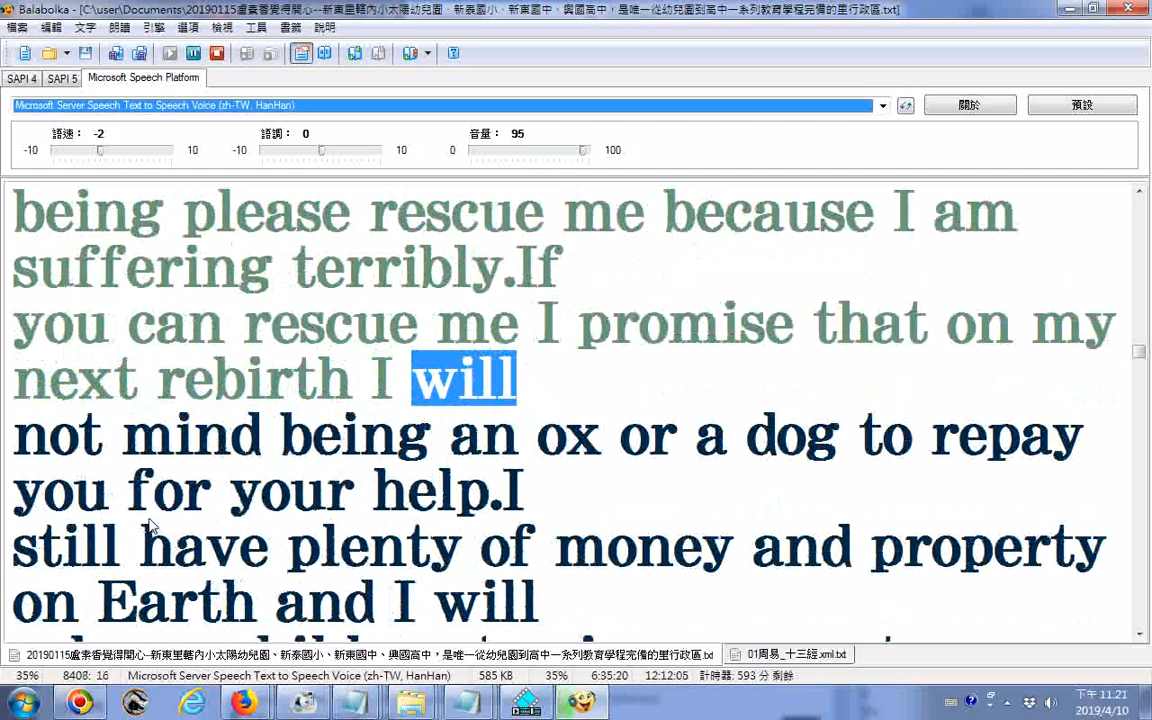 Balabolka - [C:\user\Documents\20190115盧素香覺得開心--新東里轄內小太陽幼兒園、新泰國小、新東國中、興國高中，是唯一從幼兒園到高中一系列教育學程完備的里行政區.txt]
檔案 編輯 文字 朗讀 引擎 選項 檢視 工具 書籤 說明
SAPI 4 SAPI 5 Microsoft Speech Platform
Microsoft Server Speech Text to Speech Voice (zh-TW, HanHan)
關於 預設
語速： -2 語調： 0 音量： 95
-10 10 -10 10 0 100
being please rescue me because I am
suffering terribly.If
you can rescue me I promise that on my
next rebirth I will
not mind being an ox or a dog to repay
you for your help.I
still have plenty of money and property
on Earth and I will
20190115盧素香覺得開心--新東里轄內小太陽幼兒園、新泰國小、新東國中、興國高中，是唯一從幼兒園到高中一系列教育學程完備的里行政區.txt 01周易_十三經.xml.txt
35% 8408: 16 Microsoft Server Speech Text to Speech Voice (zh-TW, HanHan) 585 KB 35% 6:35:20 12:12:05 計時器: 593 分 剩餘
下午 11:21
2019/4/10